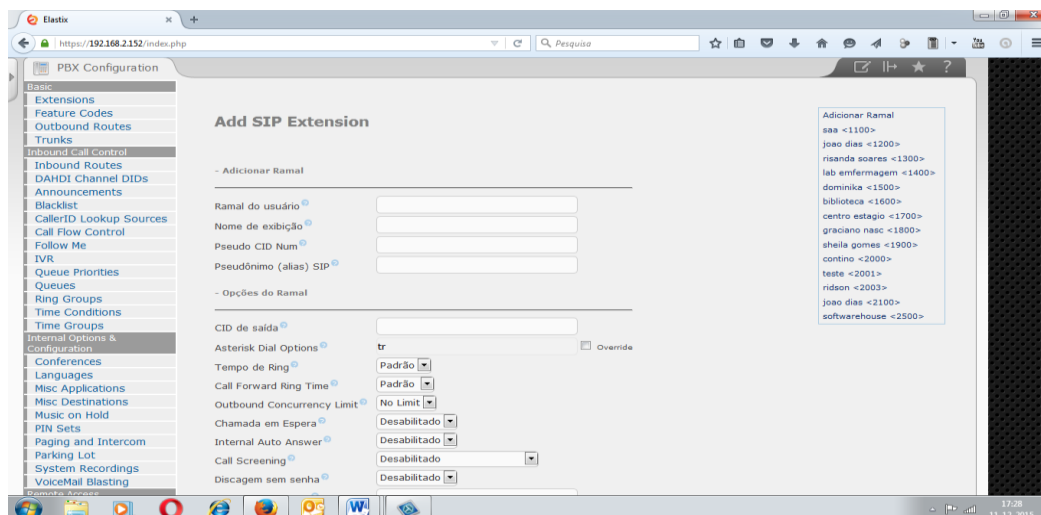 Elastix
https://192.168.2.152/index.php
Pesquisa
PBX Configuration
Basic
Extensions
Feature Codes
Outbound Routes
Trunks
Inbound Call Control
Inbound Routes
DAHDI Channel DIDs
Announcements
Blacklist
CallerID Lookup Sources
Call Flow Control
Follow Me
IVR
Queue Priorities
Queues
Ring Groups
Time Conditions
Time Groups
Internal Options &
Configuration
Conferences
Languages
Misc Applications
Misc Destinations
Music on Hold
PIN Sets
Paging and Intercom
Parking Lot
System Recordings
VoiceMail Blasting
Remote Access
Add SIP Extension
- Adicionar Ramal
Ramal do usuário
Nome de exibição
Pseudo CID Num
Pseudônimo (alias) SIP
- Opções do Ramal
CID de saída
Asterisk Dial Options tr Override
Tempo de Ring Padrão
Call Forward Ring Time Padrão
Outbound Concurrency Limit No Limit
Chamada em Espera Desabilitado
Internal Auto Answer Desabilitado
Call Screening Desabilitado
Discagem sem senha Desabilitado
Adicionar Ramal
saa <1100>
joao dias <1200>
risanda soares <1300>
lab emfermagem <1400>
dominika <1500>
biblioteca <1600>
centro estagio <1700>
graciano nasc <1800>
sheila gomes <1900>
contino <2000>
teste <2001>
ridson <2003>
joao dias <2100>
softwarehouse <2500>
17:28
11-12-2015